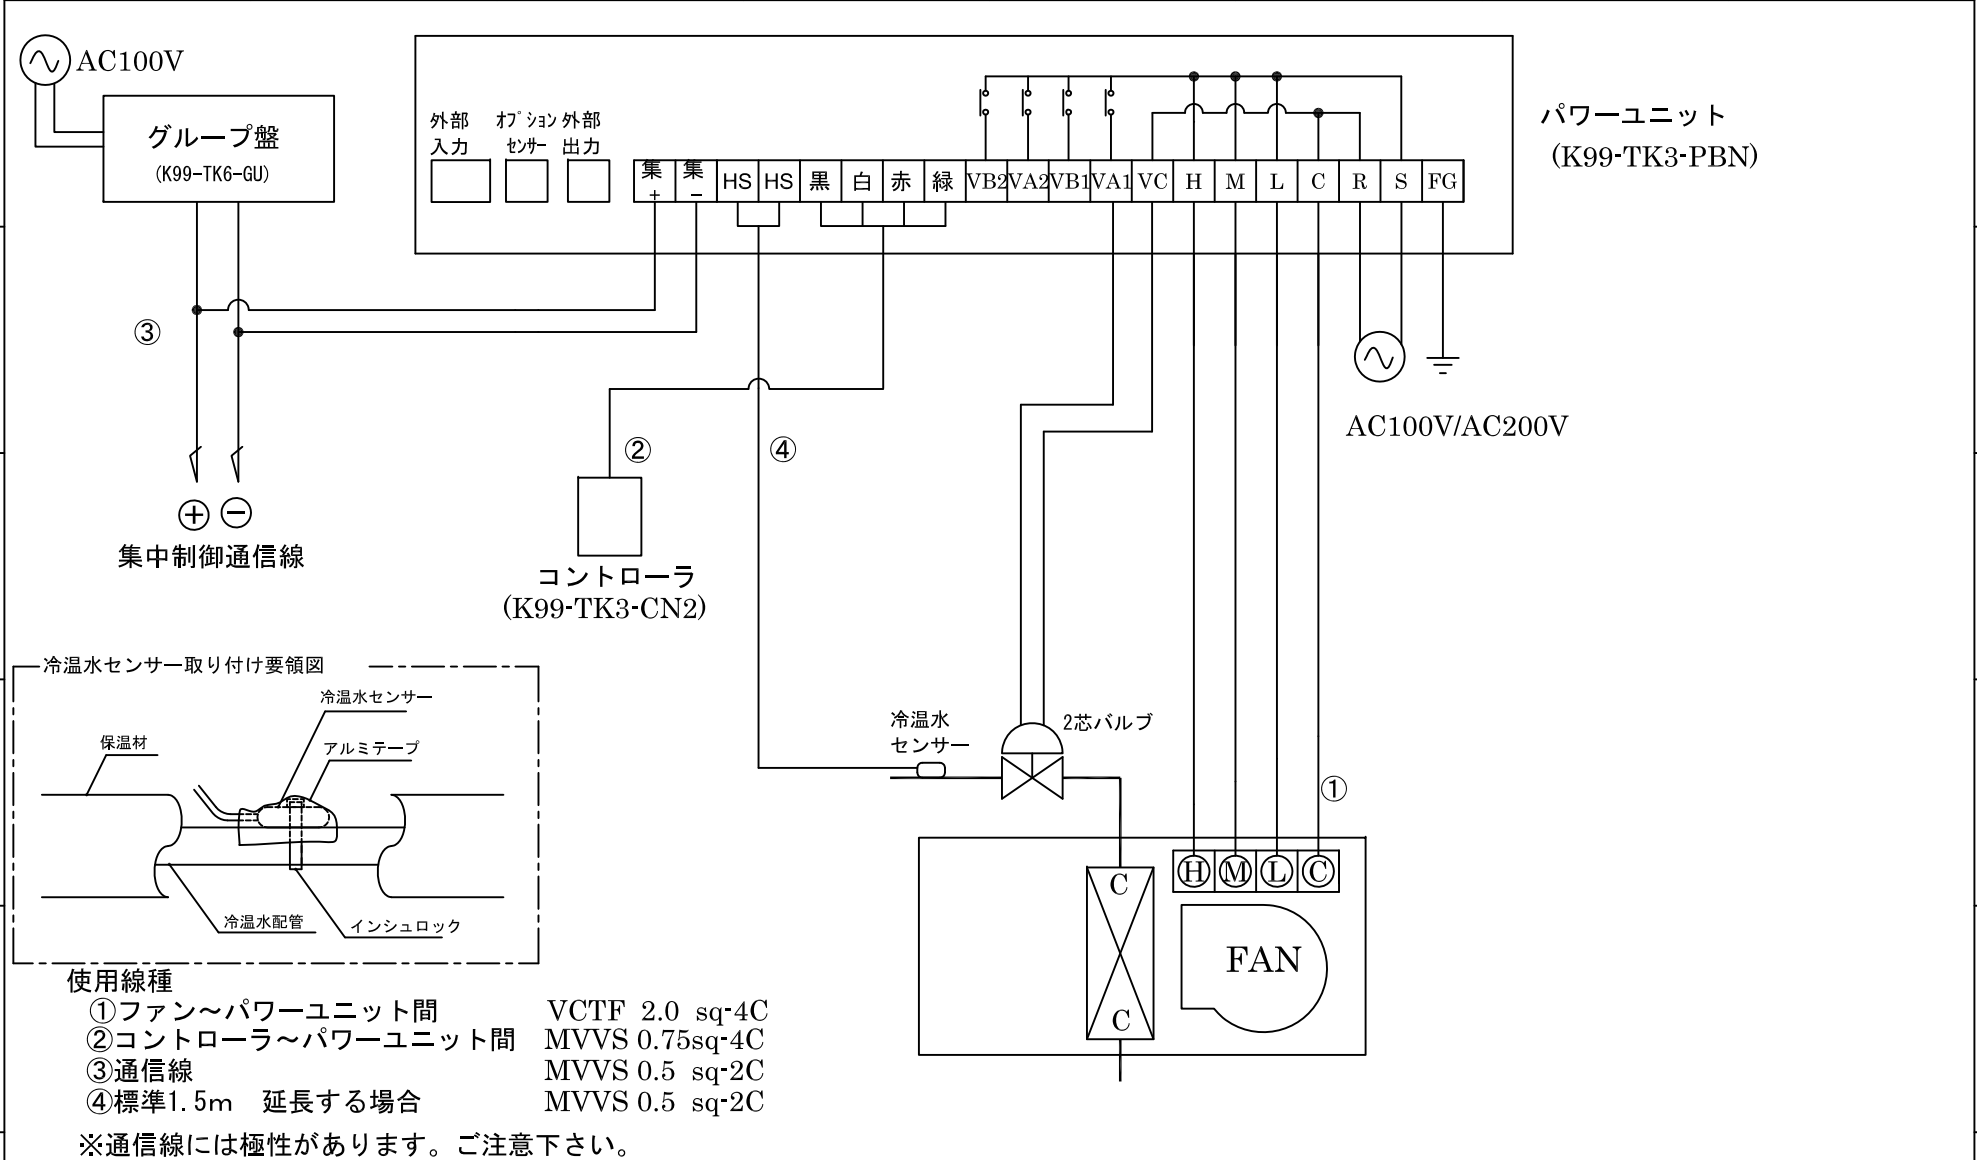 AC100V
グループ盤
(K99-TK6-GU)
外部
入力
オプション
センサー
外部
出力
集
+
集
-
HS
HS
黒
白
赤
緑
VB2
VA2
VB1
VA1
VC
H
M
L
C
R
S
FG
パワーユニット
(K99-TK3-PBN)
③
AC100V/AC200V
②
④
+ −
集中制御通信線
コントローラ
(K99-TK3-CN2)
冷温水
センサー
2芯バルブ
①
H
M
L
C
C
C
FAN
冷温水センサー取り付け要領図
冷温水センサー
保温材
アルミテープ
冷温水配管
インシュロック
使用線種
①ファン～パワーユニット間 VCTF 2.0 sq-4C
②コントローラ～パワーユニット間 MVVS 0.75sq-4C
③通信線 MVVS 0.5 sq-2C
④標準1.5m 延長する場合 MVVS 0.5 sq-2C
※通信線には極性があります。ご注意下さい。